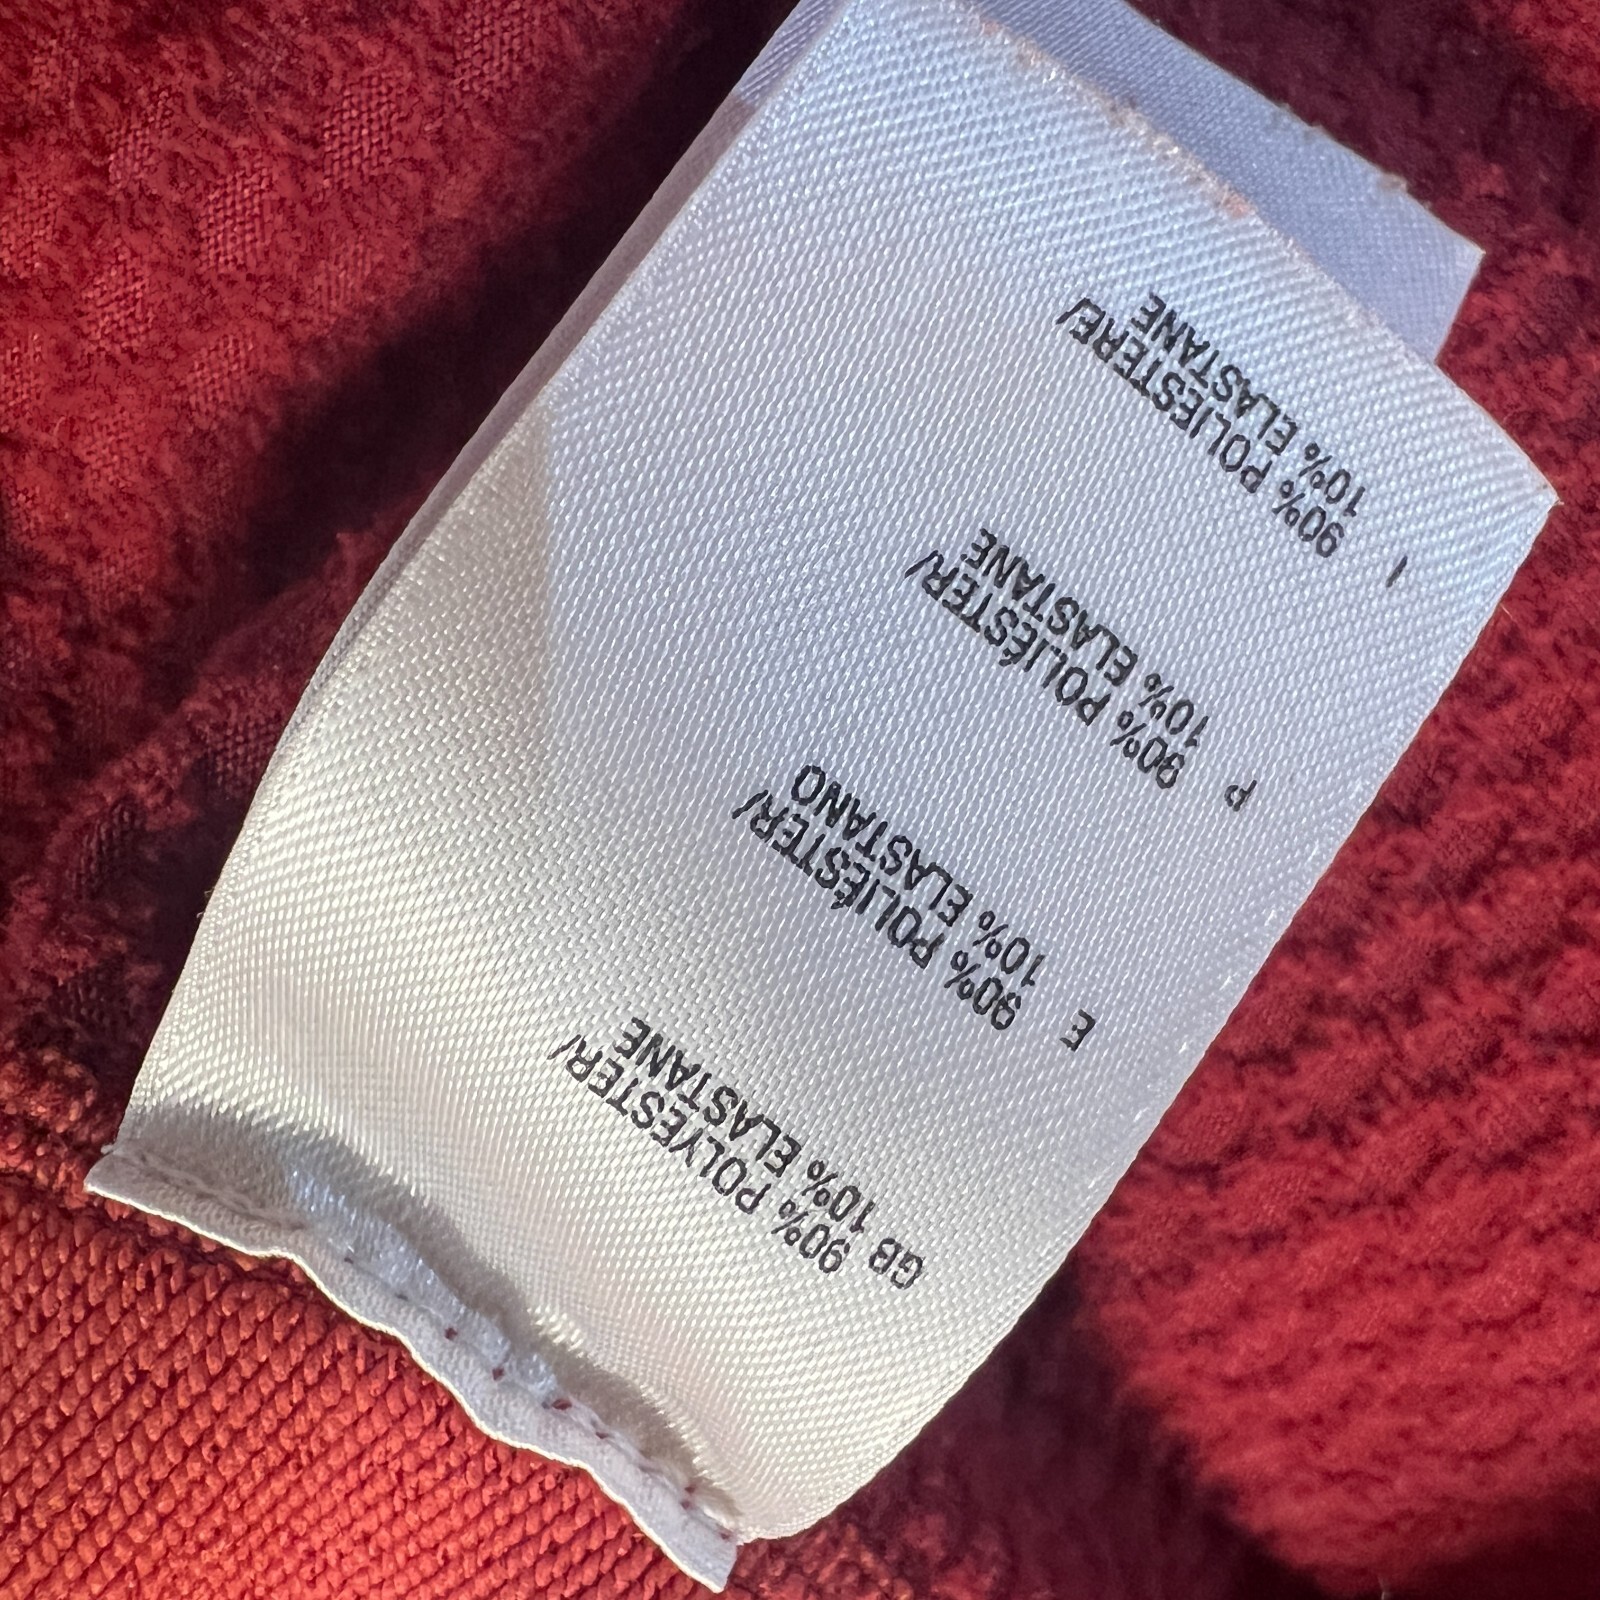 90% POLYESTER/
GB 10% ELASTANE
90% POLIÉSTER/
E 10% ELASTANO
90% POLIÉSTER/
P 10% ELASTANE
90% POLIESTERE/
I 10% ELASTANE